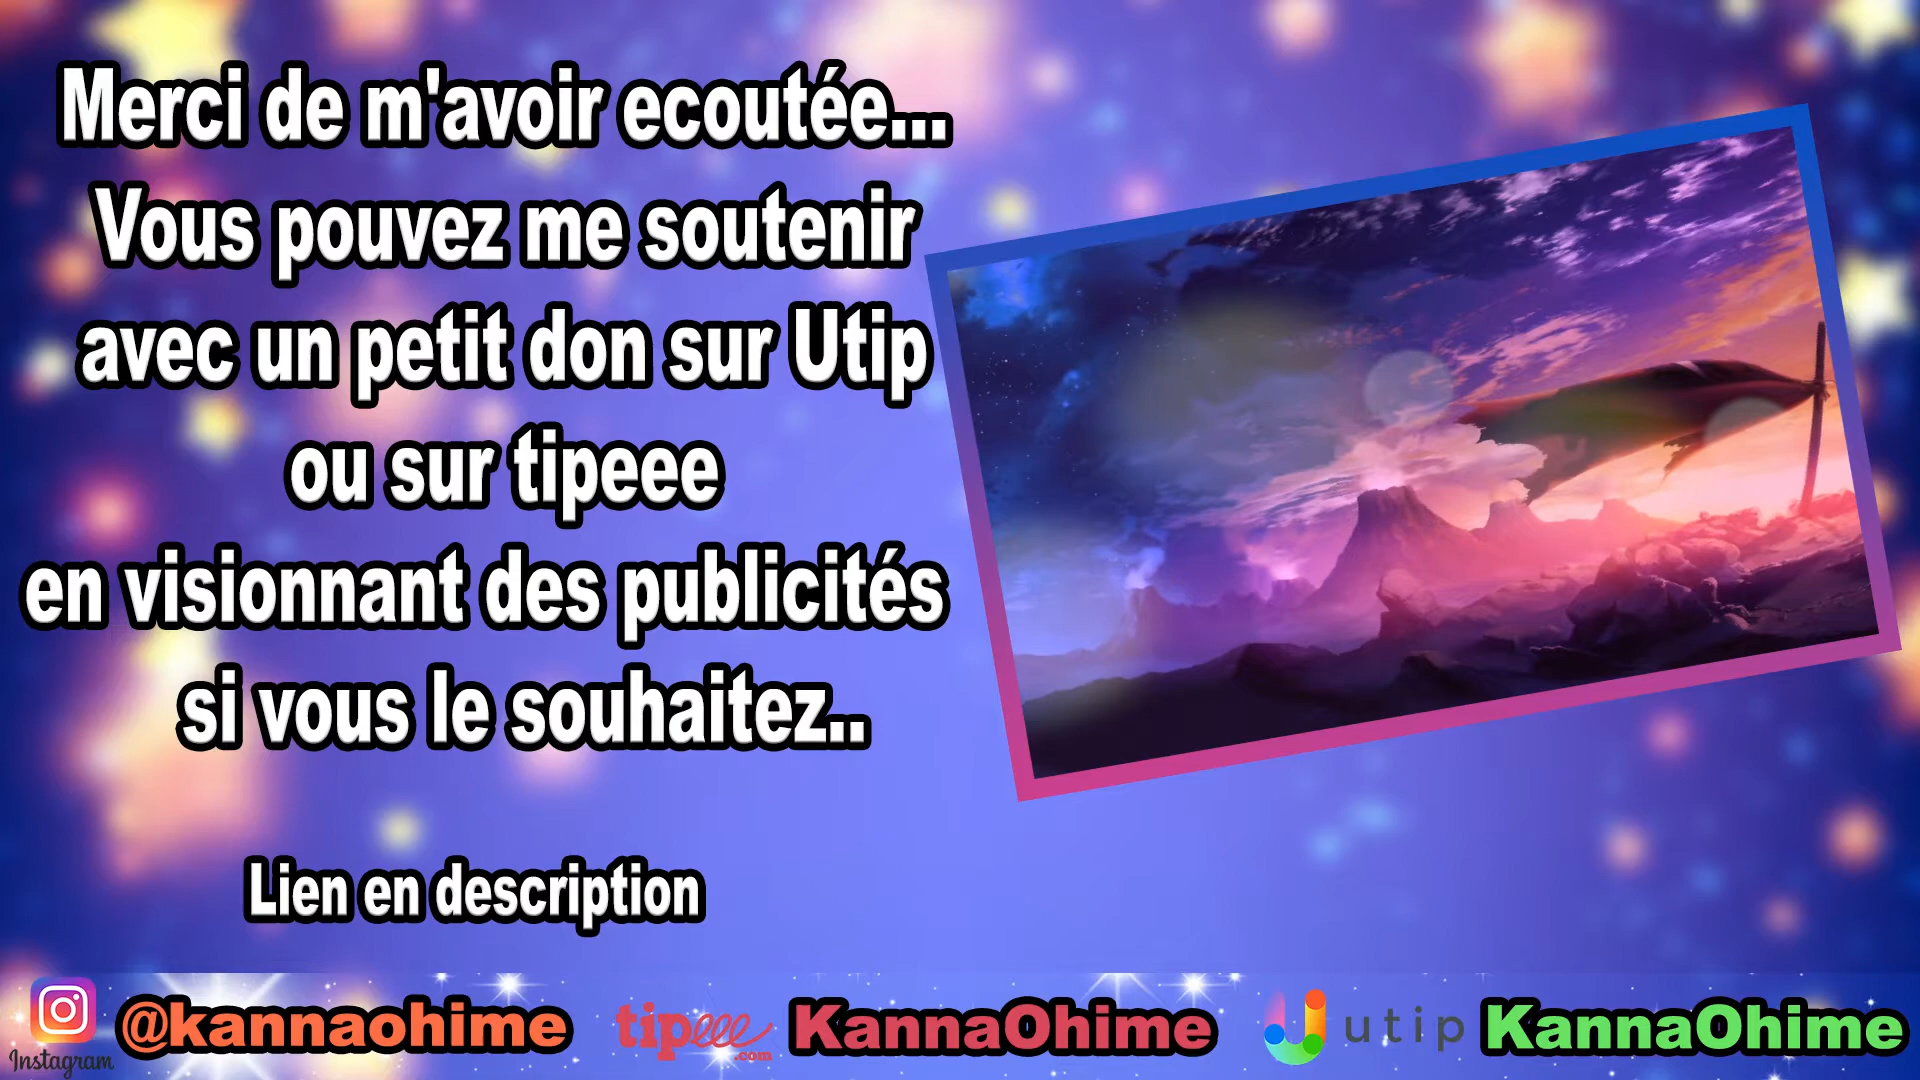 Merci de m'avoir ecoutée...
Vous pouvez me soutenir
avec un petit don sur Utip
ou sur tipeee
en visionnant des publicités
si vous le souhaitez..
Lien en description
Instagram @kannaohime tipeee.com KannaOhime utip KannaOhime